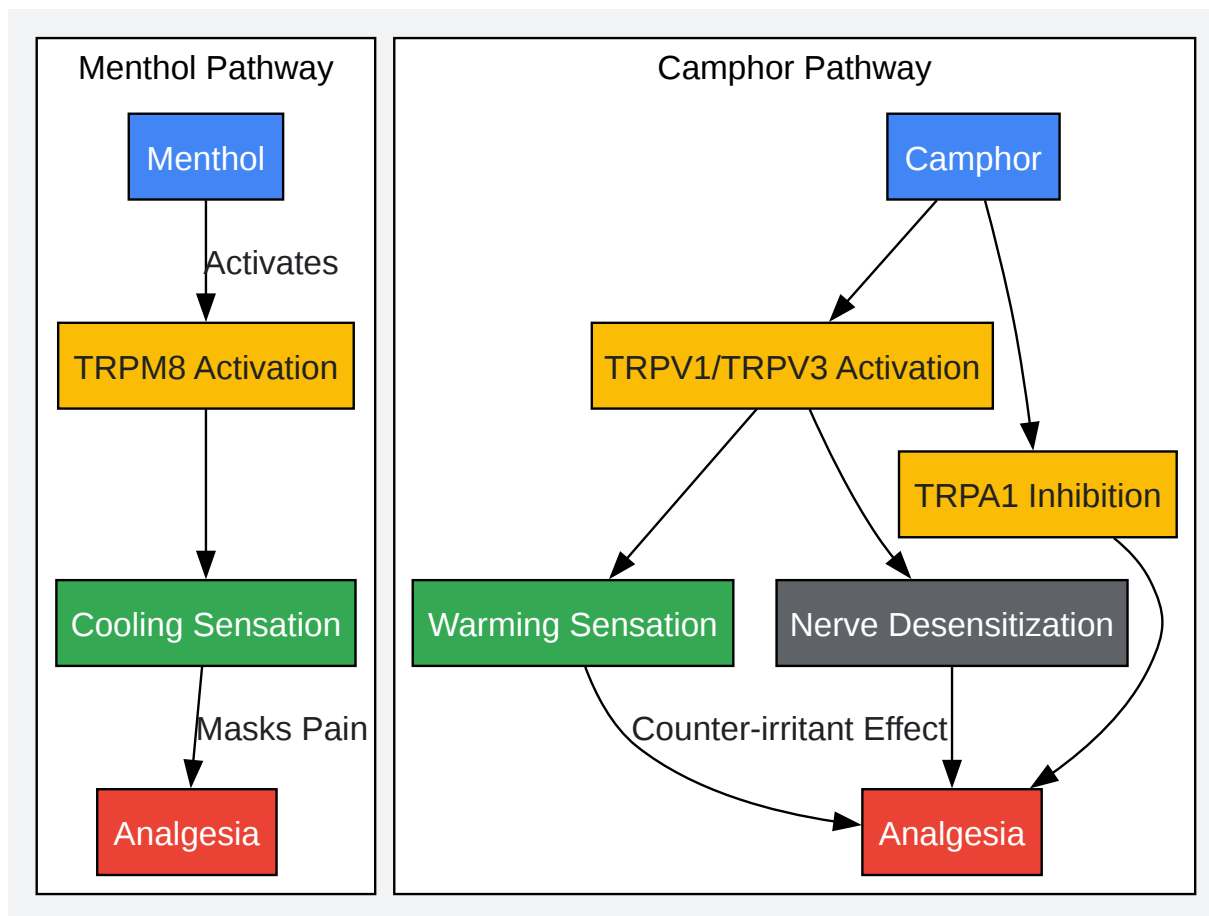 Menthol Pathway
Menthol
Activates
TRPM8 Activation
Cooling Sensation
Masks Pain
Analgesia
Camphor Pathway
Camphor
TRPV1/TRPV3 Activation
TRPA1 Inhibition
Warming Sensation
Nerve Desensitization
Counter-irritant Effect
Analgesia